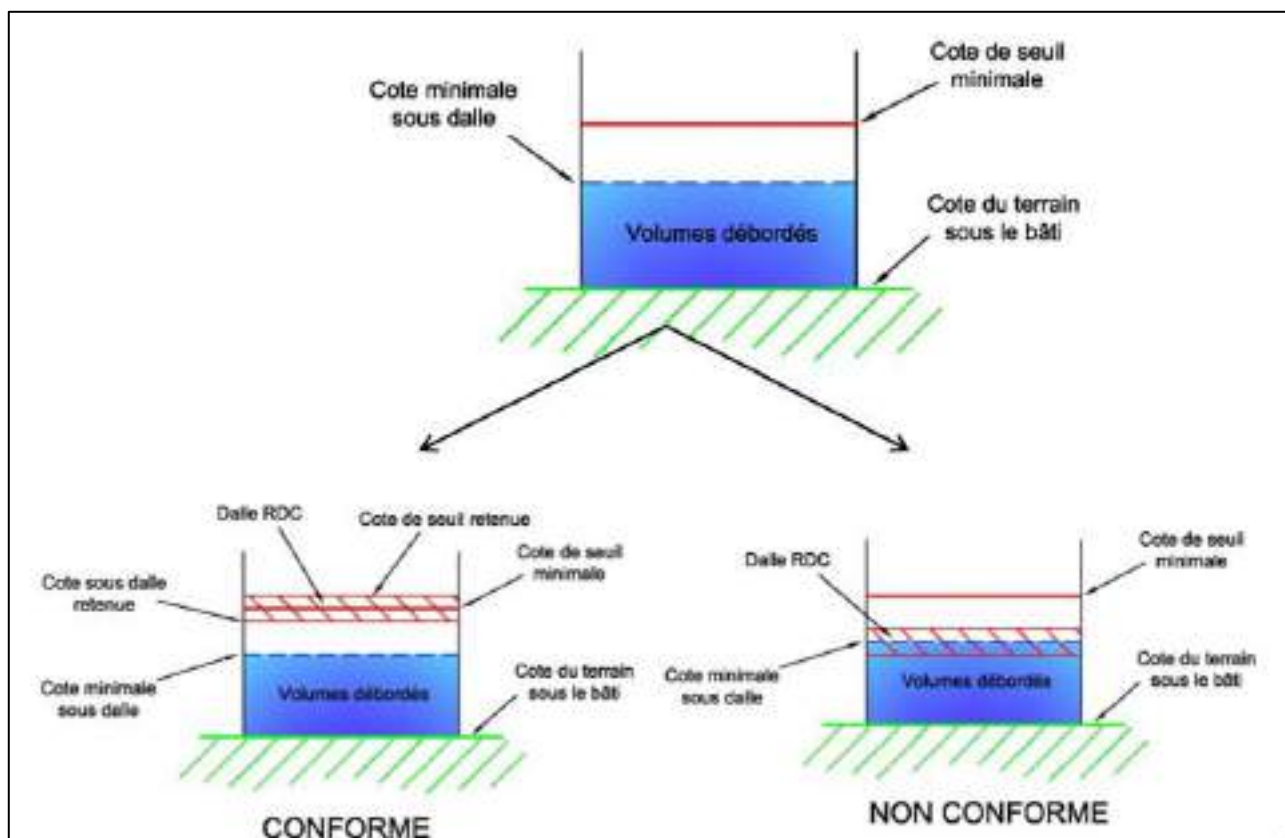 Cote de seuil
minimale
Cote minimale
sous dalle
Cote du terrain
sous le bâti
Volumes débordés
Dalle RDC
Cote de seuil retenue
Cote de seuil
minimale
Cote sous dalle
retenue
Cote minimale
sous dalle
Volumes débordés
Cote du terrain
sous le bâti
CONFORME
Cote de seuil
minimale
Dalle RDC
Cote minimale
sous dalle
Volumes débordés
Cote du terrain
sous le bâti
NON CONFORME